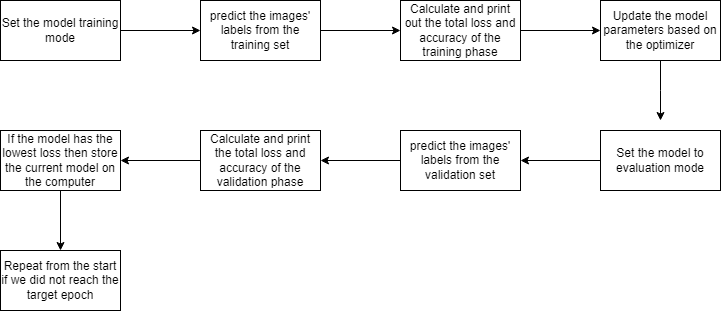 Set the model training
mode
predict the images'
labels from the
training set
Calculate and print
out the total loss and
accuracy of the
training phase
Update the model
parameters based on
the optimizer
Set the model to
evaluation mode
predict the images'
labels from the
validation set
Calculate and print
the total loss and
accuracy of the
validation phase
If the model has the
lowest loss then store
the current model on
the computer
Repeat from the start
if we did not reach the
target epoch